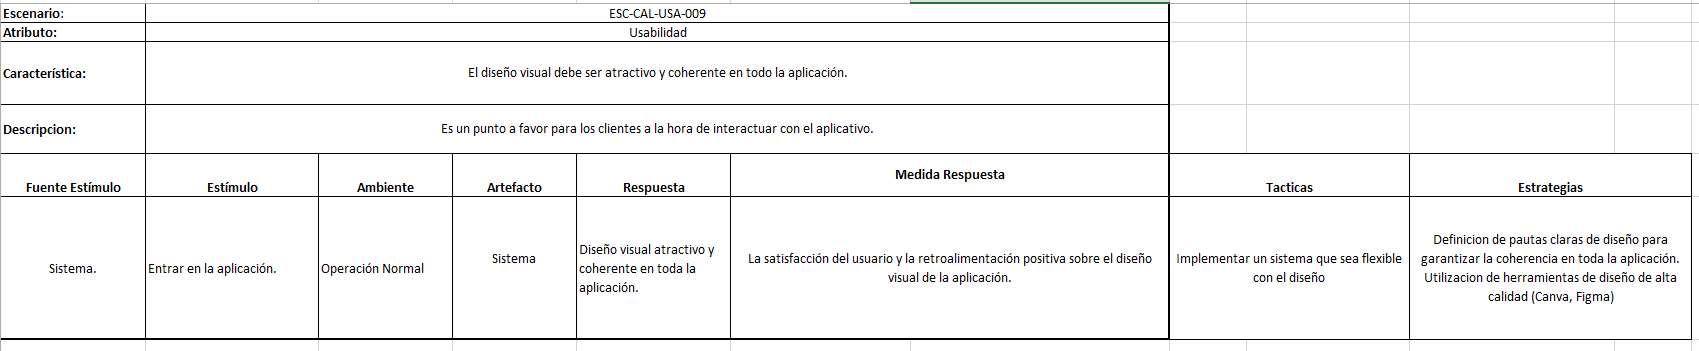 Escenario:
ESC-CAL-USA-009
Atributo:
Usabilidad
Característica:
El diseño visual debe ser atractivo y coherente en todo la aplicación.
Descripcion:
Es un punto a favor para los clientes a la hora de interactuar con el aplicativo.
Fuente Estímulo
Estímulo
Ambiente
Artefacto
Respuesta
Medida Respuesta
Tacticas
Estrategias
Sistema.
Entrar en la aplicación.
Operación Normal
Sistema
Diseño visual atractivo y
coherente en toda la
aplicación.
La satisfacción del usuario y la retroalimentación positiva sobre el diseño
visual de la aplicación.
Implementar un sistema que sea flexible
con el diseño
Definicion de pautas claras de diseño para
garantizar la coherencia en toda la aplicación.
Utilizacion de herramientas de diseño de alta
calidad (Canva, Figma)